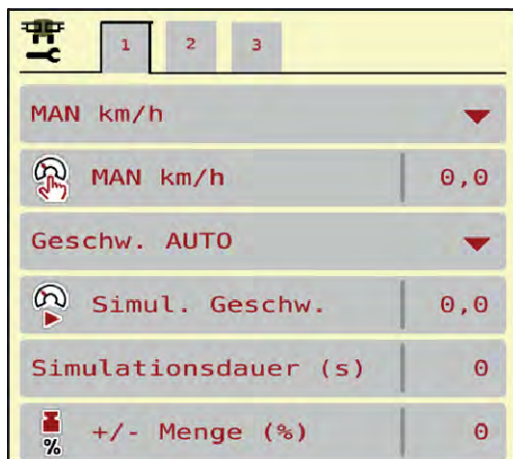 1 2 3
MAN km/h
MAN km/h 0,0
Geschw. AUTO
Simul. Geschw. 0,0
Simulationsdauer (s) 0
% +/- Menge (%) 0